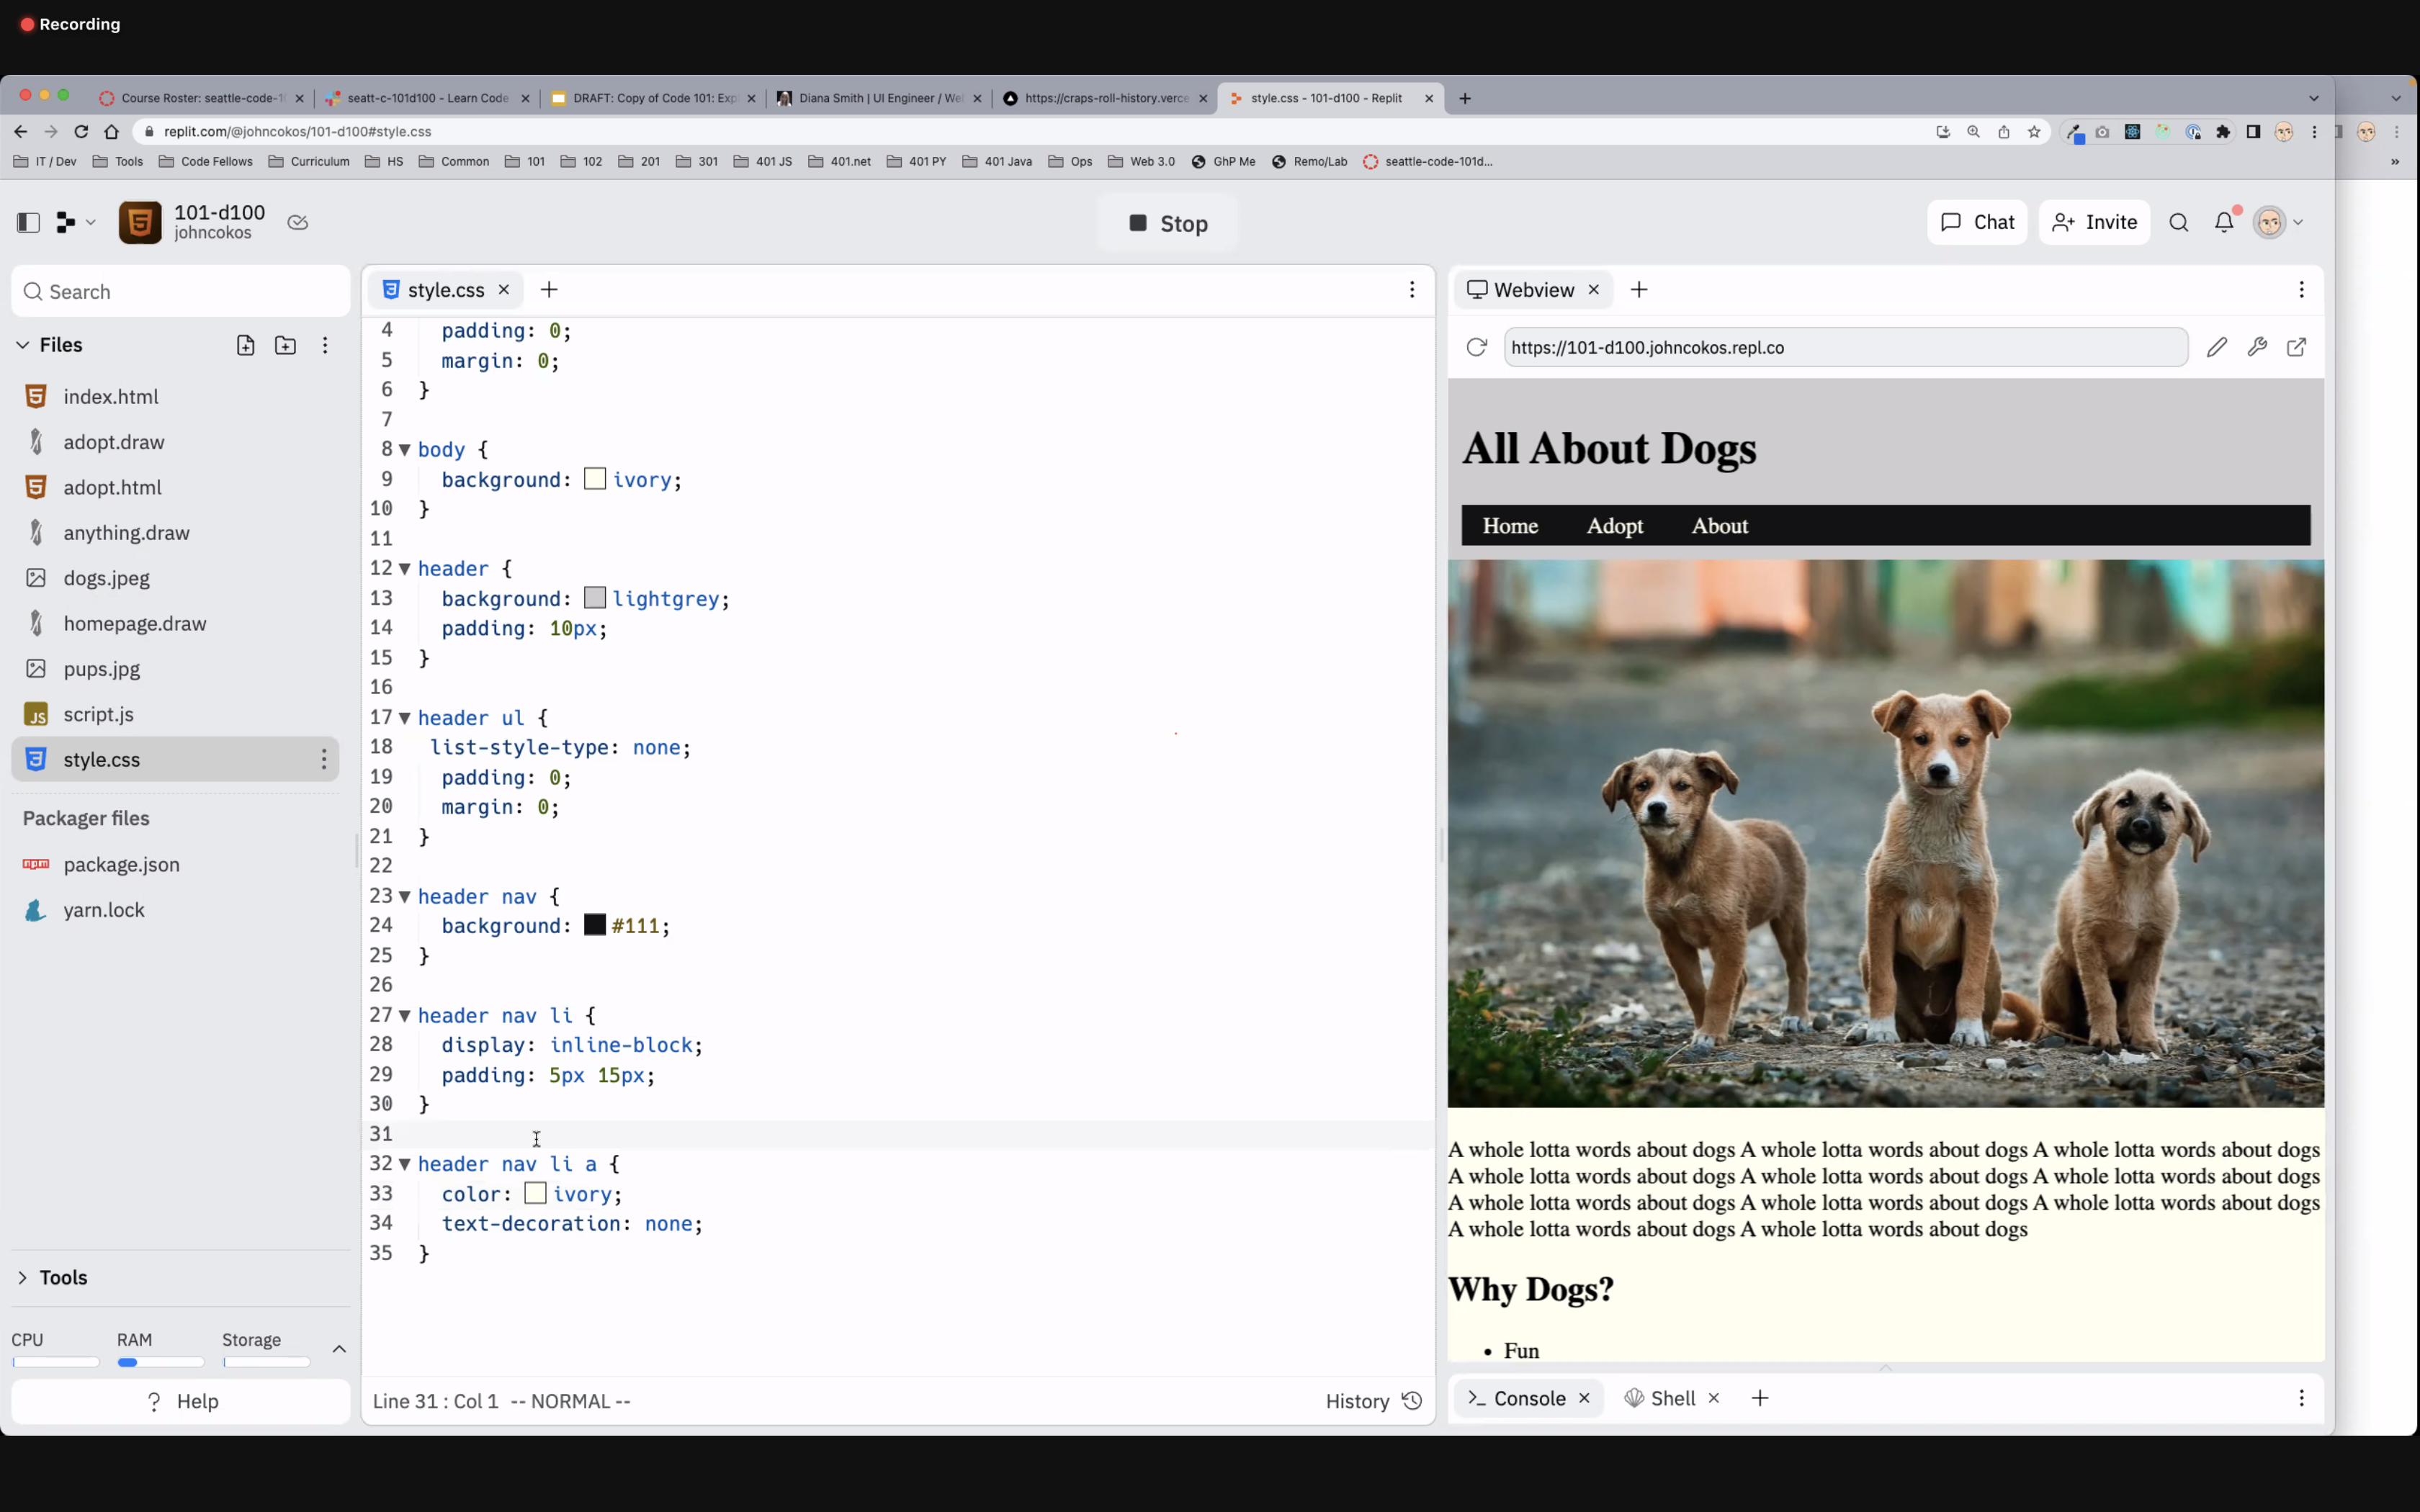 Recording
Course Roster: seattle-code-1
seatt-c-101d100 - Learn Code
DRAFT: Copy of Code 101: Exp
Diana Smith | UI Engineer / We
https://craps-roll-history.verce
style.css - 101-d100 - Replit
replit.com/@johncokos/101-d100#style.css
IT / Dev
Tools
Code Fellows
Curriculum
HS
Common
101
102
201
301
401 JS
401.net
401 PY
401 Java
Ops
Web 3.0
GhP Me
Remo/Lab
seattle-code-101d...
»
101-d100
johncokos
Stop
Chat
Invite
Search
Files
index.html
adopt.draw
adopt.html
anything.draw
dogs.jpeg
homepage.draw
pups.jpg
script.js
style.css
Packager files
package.json
yarn.lock
Tools
CPU RAM Storage
? Help
style.css
4 padding: 0;
5 margin: 0;
6 }
7
8 body {
9 background: ivory;
10 }
11
12 header {
13 background: lightgrey;
14 padding: 10px;
15 }
16
17 header ul {
18 list-style-type: none;
19 padding: 0;
20 margin: 0;
21 }
22
23 header nav {
24 background: #111;
25 }
26
27 header nav li {
28 display: inline-block;
29 padding: 5px 15px;
30 }
31
32 header nav li a {
33 color: ivory;
34 text-decoration: none;
35 }
Line 31 : Col 1 -- NORMAL --
History
Webview
https://101-d100.johncokos.repl.co
All About Dogs
Home Adopt About
A whole lotta words about dogs A whole lotta words about dogs A whole lotta words about dogs
A whole lotta words about dogs A whole lotta words about dogs A whole lotta words about dogs
A whole lotta words about dogs A whole lotta words about dogs A whole lotta words about dogs
A whole lotta words about dogs A whole lotta words about dogs
Why Dogs?
• Fun
Console
Shell